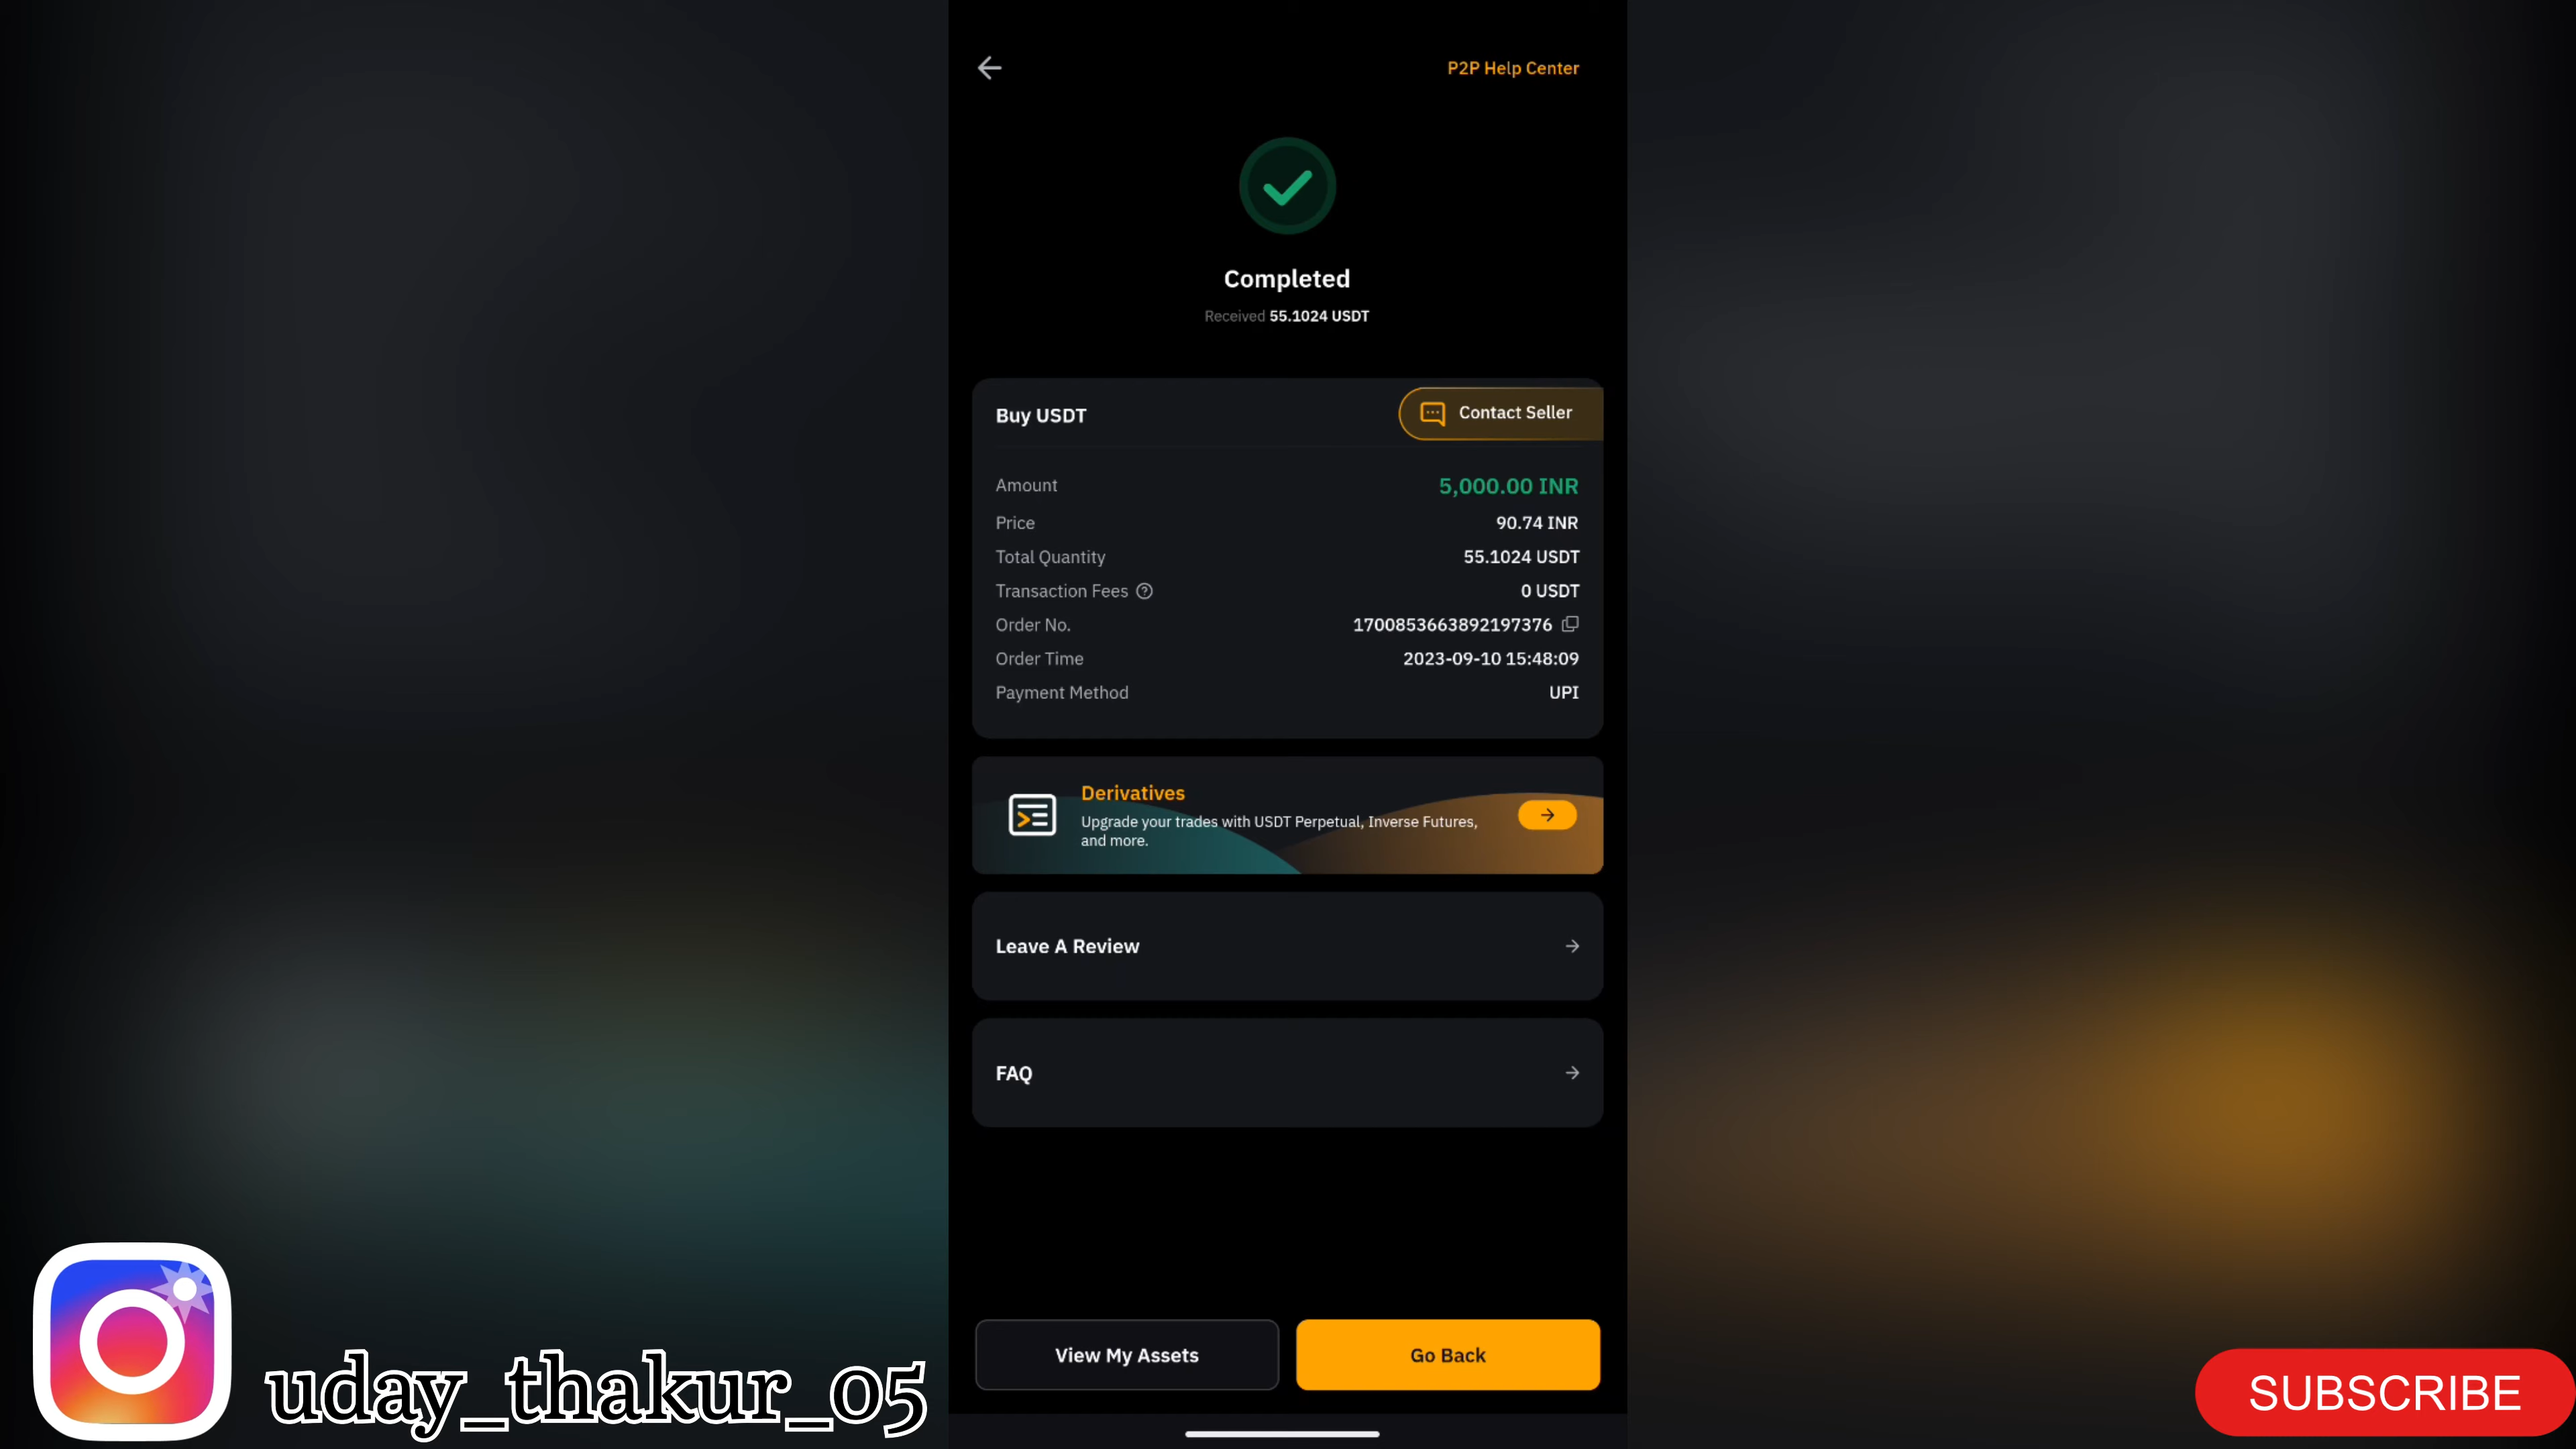 P2P Help Center
Completed
Received 55.1024 USDT
Buy USDT
Contact Seller
Amount 5,000.00 INR
Price 90.74 INR
Total Quantity 55.1024 USDT
Transaction Fees 0 USDT
Order No. 1700853663892197376
Order Time 2023-09-10 15:48:09
Payment Method UPI
Derivatives
Upgrade your trades with USDT Perpetual, Inverse Futures,
and more.
Leave A Review
FAQ
View My Assets
Go Back
uday_thakur_05
SUBSCRIBE